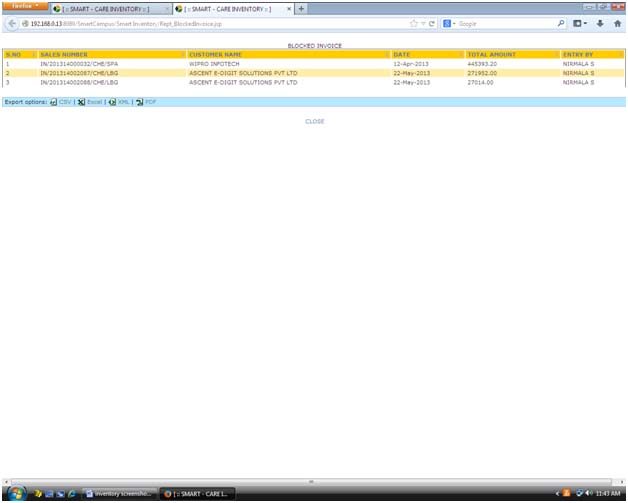 Firefox
[ :: SMART - CARE INVENTORY :: ] ×
[ :: SMART - CARE INVENTORY :: ] × +
192.168.0.13:8089/SmartCampus/Smart Inventory/Rept_BlockedInvoice.jsp
Google
BLOCKED INVOICE
S.NO SALES NUMBER CUSTOMER NAME DATE TOTAL AMOUNT ENTRY BY
1 IN/201314000032/CHE/SPA WIPRO INFOTECH 12-Apr-2013 445393.20 NIRMALA S
2 IN/201314002087/CHE/LBG ASCENT E-DIGIT SOLUTIONS PVT LTD 22-May-2013 271952.00 NIRMALA S
3 IN/201314002088/CHE/LBG ASCENT E-DIGIT SOLUTIONS PVT LTD 22-May-2013 27014.00 NIRMALA S
Export options: CSV | Excel | XML | PDF
CLOSE
inventory screensho...
[ :: SMART - CARE I...
11:43 AM